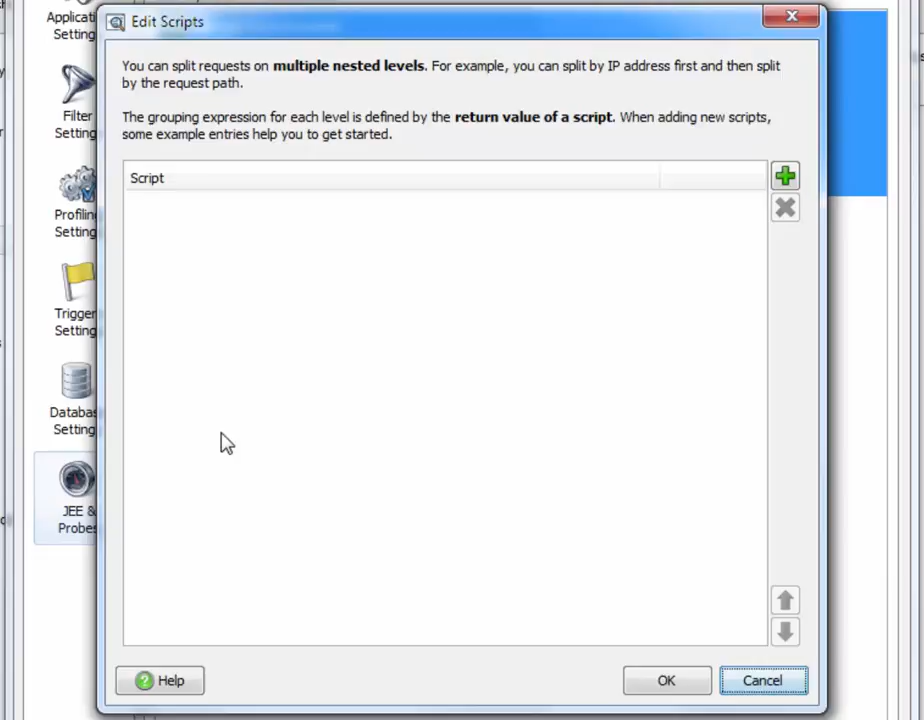 Edit Scripts
You can split requests on multiple nested levels. For example, you can split by IP address first and then split
by the request path.
The grouping expression for each level is defined by the return value of a script. When adding new scripts,
some example entries help you to get started.
Script
Help
OK
Cancel
Applicati
Setting
Filter
Setting
Profiling
Setting
Trigger
Setting
Databas
Setting
JEE &
Probes